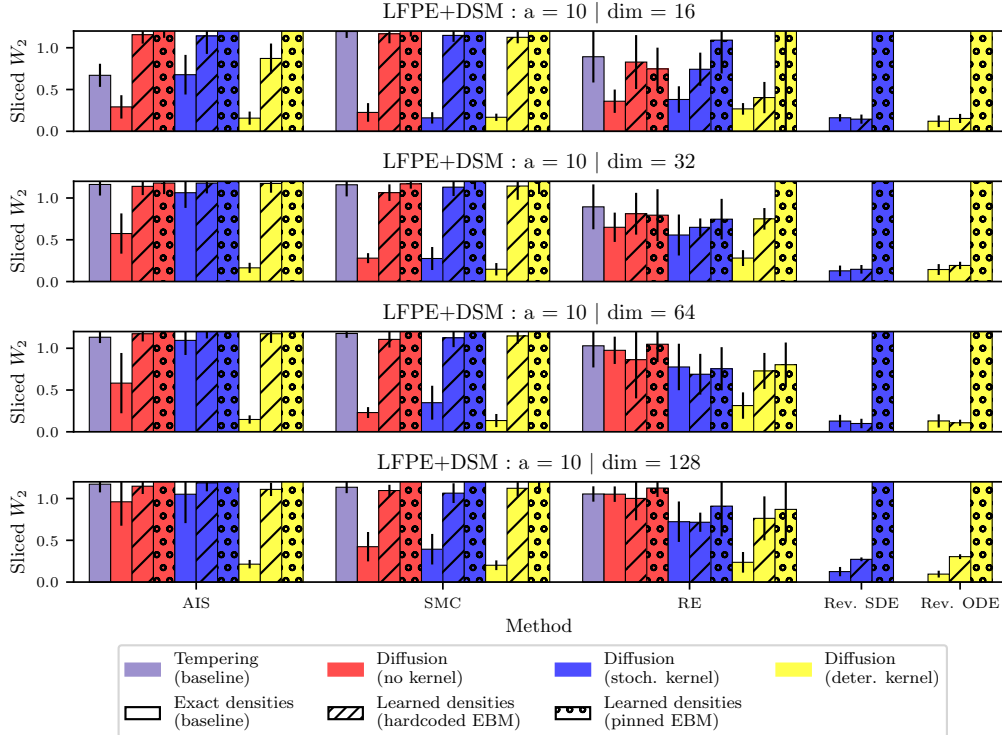 LFPE+DSM : a = 10 | dim = 16
Sliced W₂
1.0
0.5
0.0
LFPE+DSM : a = 10 | dim = 32
Sliced W₂
1.0
0.5
0.0
LFPE+DSM : a = 10 | dim = 64
Sliced W₂
1.0
0.5
0.0
LFPE+DSM : a = 10 | dim = 128
Sliced W₂
1.0
0.5
0.0
AIS SMC RE Rev. SDE Rev. ODE
Method
Tempering Diffusion Diffusion Diffusion
(baseline) (no kernel) (stoch. kernel) (deter. kernel)
Exact densities Learned densities Learned densities
(baseline) (hardcoded EBM) (pinned EBM)